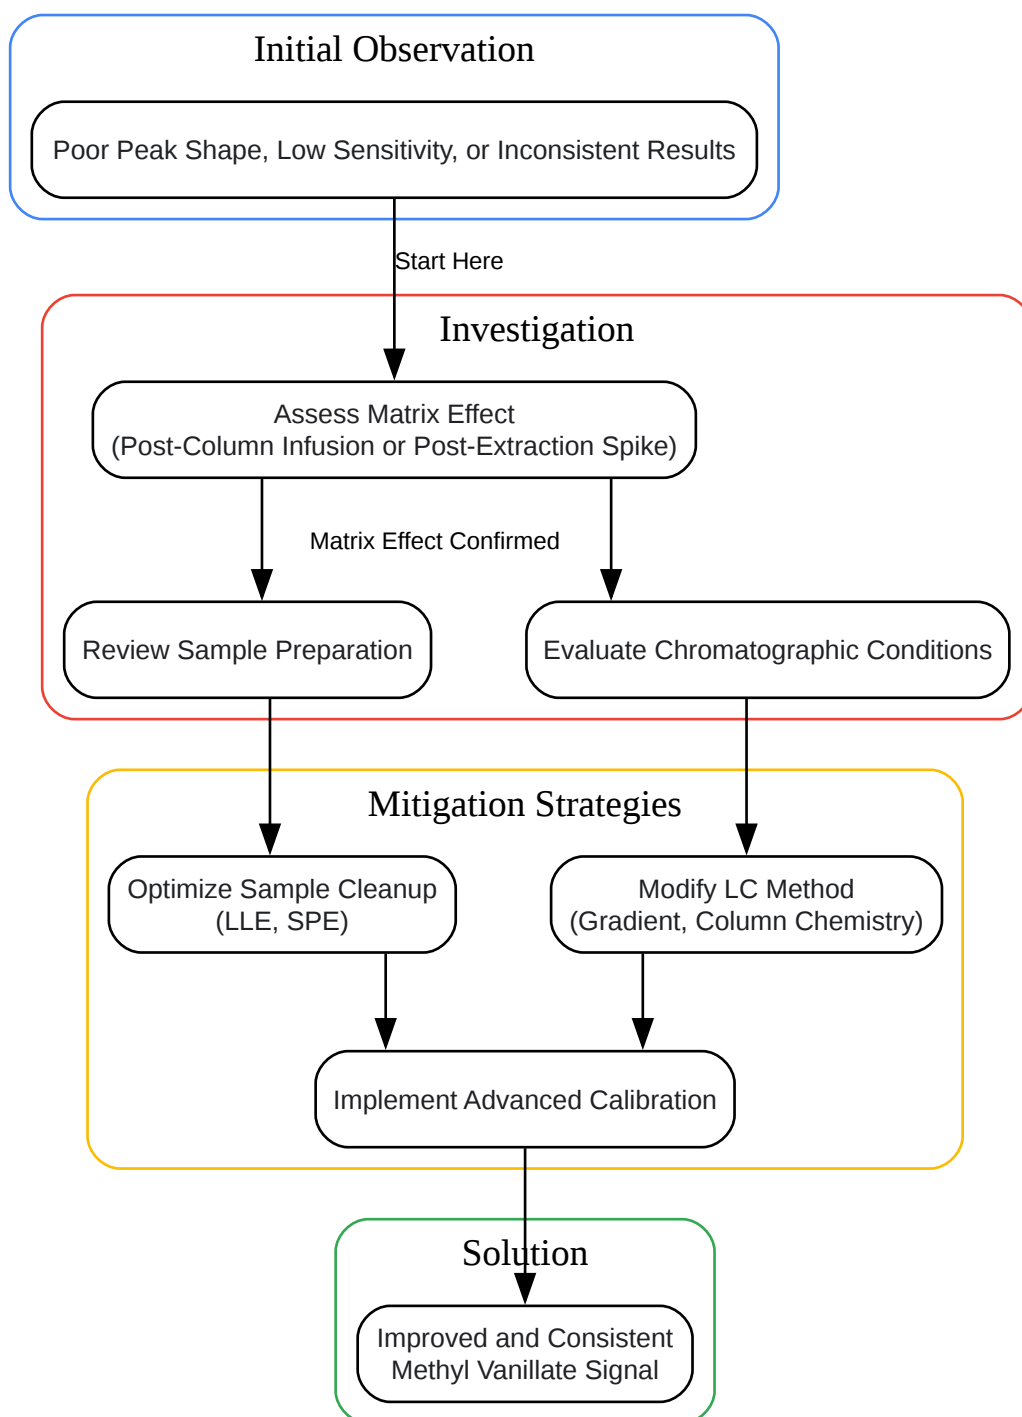 Initial Observation
Poor Peak Shape, Low Sensitivity, or Inconsistent Results
Start Here
Investigation
Assess Matrix Effect
(Post-Column Infusion or Post-Extraction Spike)
Matrix Effect Confirmed
Review Sample Preparation
Evaluate Chromatographic Conditions
Mitigation Strategies
Optimize Sample Cleanup
(LLE, SPE)
Modify LC Method
(Gradient, Column Chemistry)
Implement Advanced Calibration
Solution
Improved and Consistent
Methyl Vanillate Signal